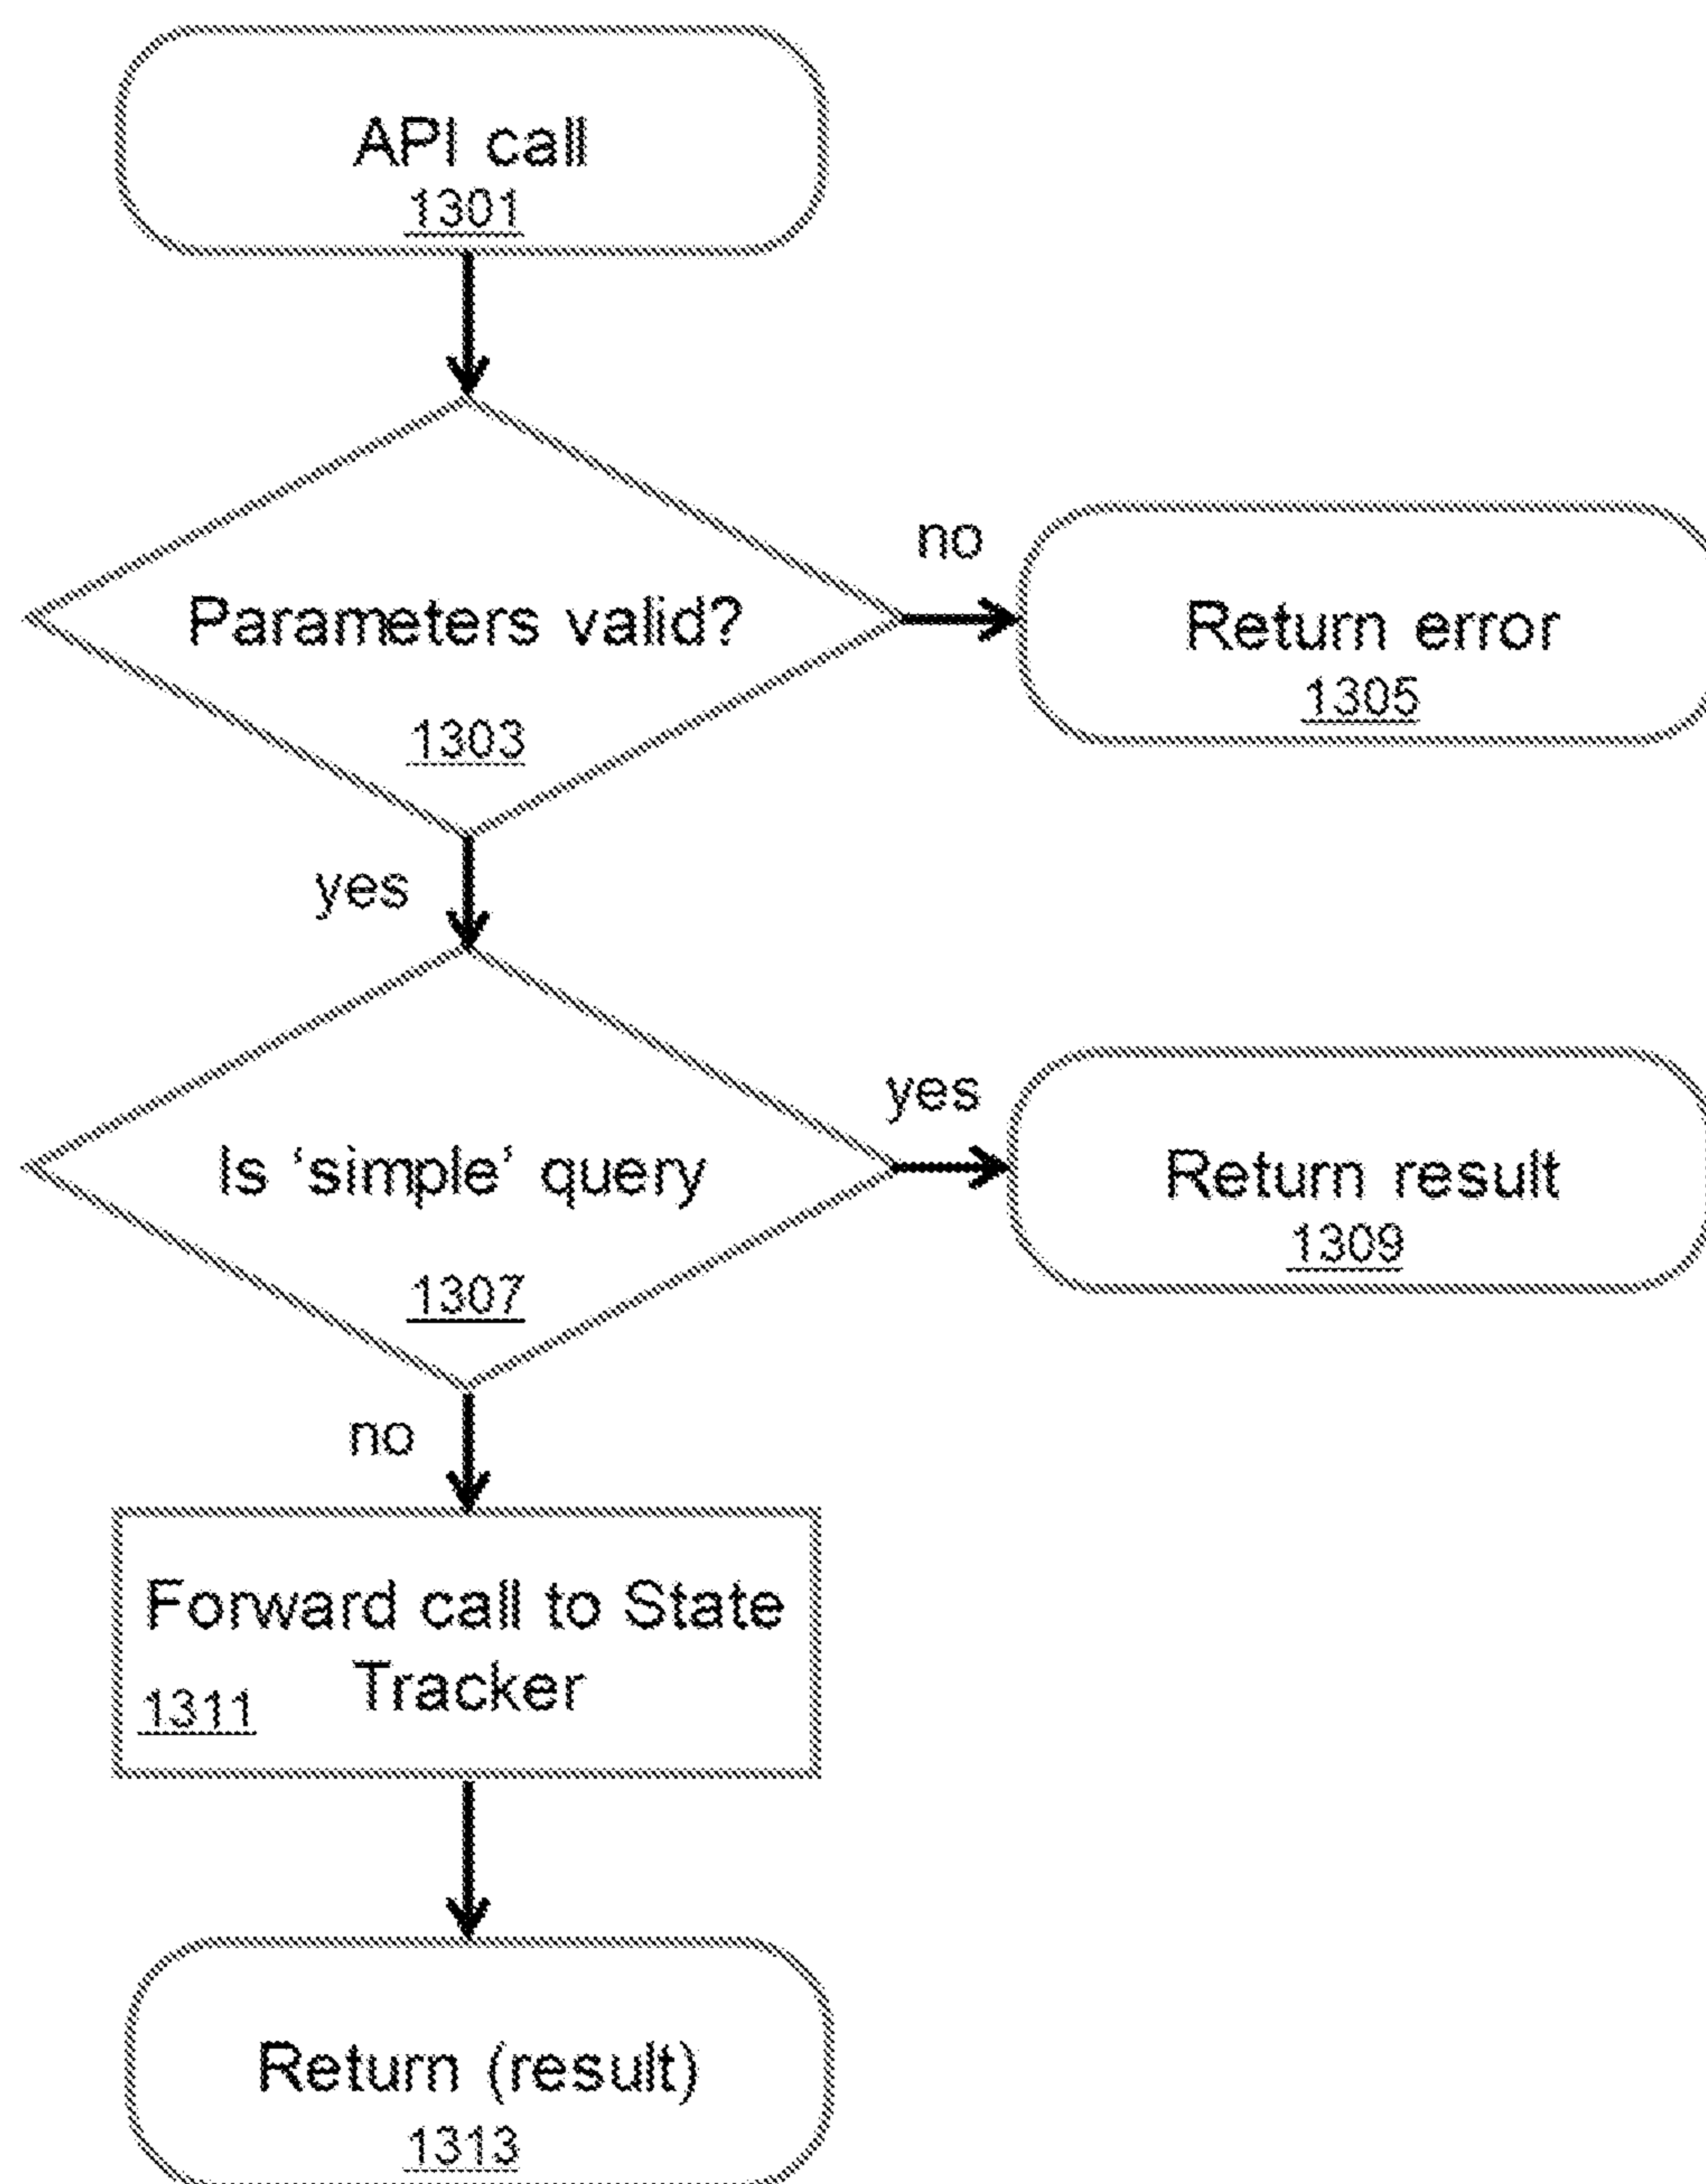 API call
1301
Parameters valid?
1303
no
Return error
1305
yes
Is ‘simple’ query
1307
yes
Return result
1309
no
Forward call to State
Tracker
1311
Return (result)
1313